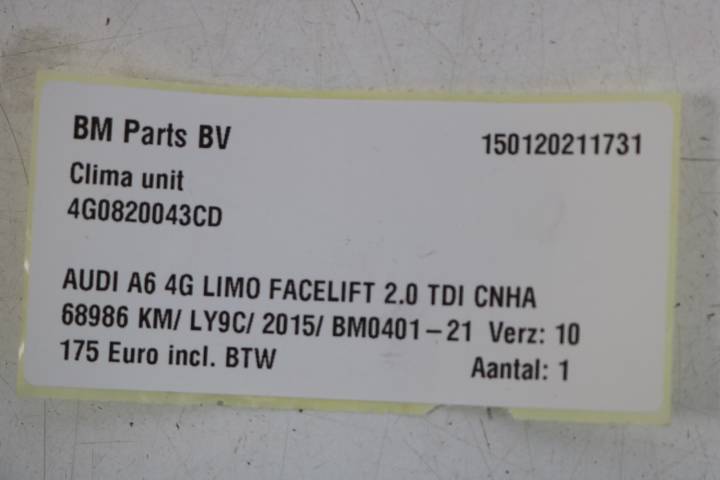 BM Parts BV 150120211731
Clima unit
4G0820043CD
AUDI A6 4G LIMO FACELIFT 2.0 TDI CNHA
68986 KM/ LY9C/ 2015/ BM0401-21 Verz: 10
175 Euro incl. BTW Aantal: 1